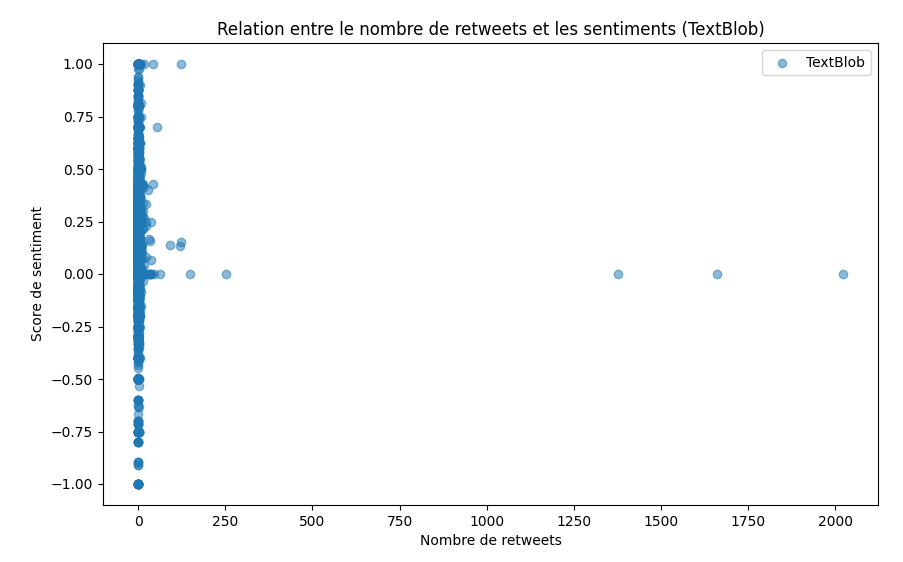 Relation entre le nombre de retweets et les sentiments (TextBlob)
TextBlob
1.00
0.75
0.50
0.25
0.00
−0.25
−0.50
−0.75
−1.00
Score de sentiment
0 250 500 750 1000 1250 1500 1750 2000
Nombre de retweets